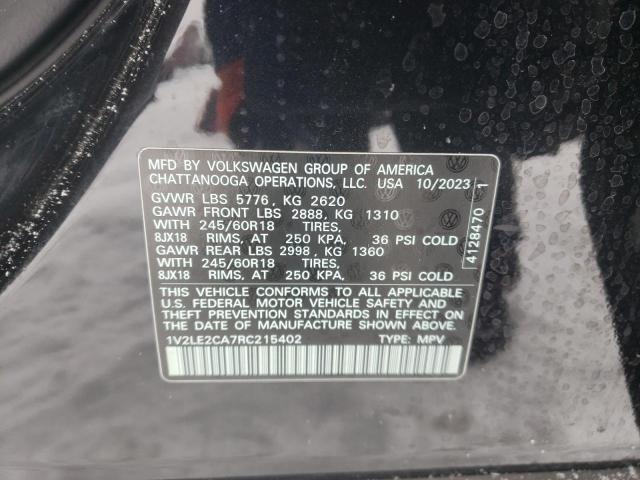 MFD BY VOLKSWAGEN GROUP OF AMERICA
CHATTANOOGA OPERATIONS, LLC. USA 10/2023
GVWR LBS 5776, KG 2620
GAWR FRONT LBS 2888, KG 1310
WITH 245/60R18 TIRES,
8JX18 RIMS, AT 250 KPA, 36 PSI COLD
GAWR REAR LBS 2998, KG 1360
WITH 245/60R18 TIRES,
8JX18 RIMS, AT 250 KPA, 36 PSI COLD
THIS VEHICLE CONFORMS TO ALL APPLICABLE
U.S. FEDERAL MOTOR VEHICLE SAFETY AND
THEFT PREVENTION STANDARDS IN EFFECT ON
THE DATE OF MANUFACTURE SHOWN ABOVE.
1V2LE2CA7RC215402 TYPE: MPV
4128470 1